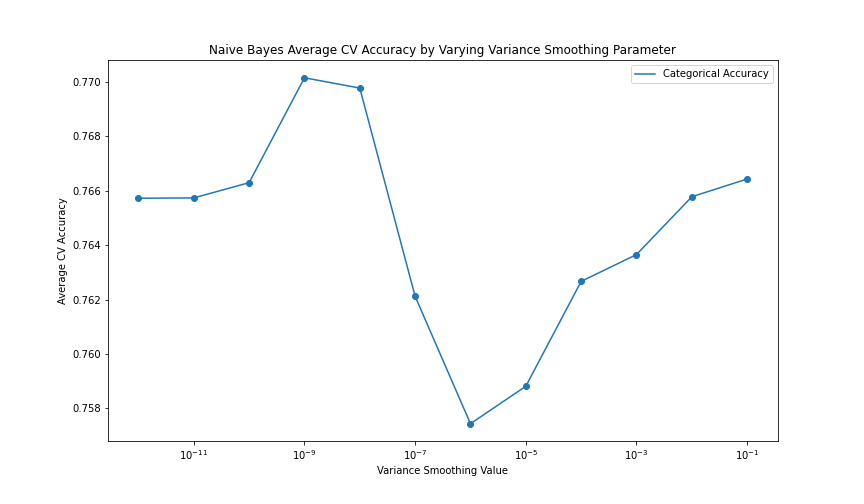 Naive Bayes Average CV Accuracy by Varying Variance Smoothing Parameter
Categorical Accuracy
Average CV Accuracy
0.770
0.768
0.766
0.764
0.762
0.760
0.758
10⁻¹¹ 10⁻⁹ 10⁻⁷ 10⁻⁵ 10⁻³ 10⁻¹
Variance Smoothing Value